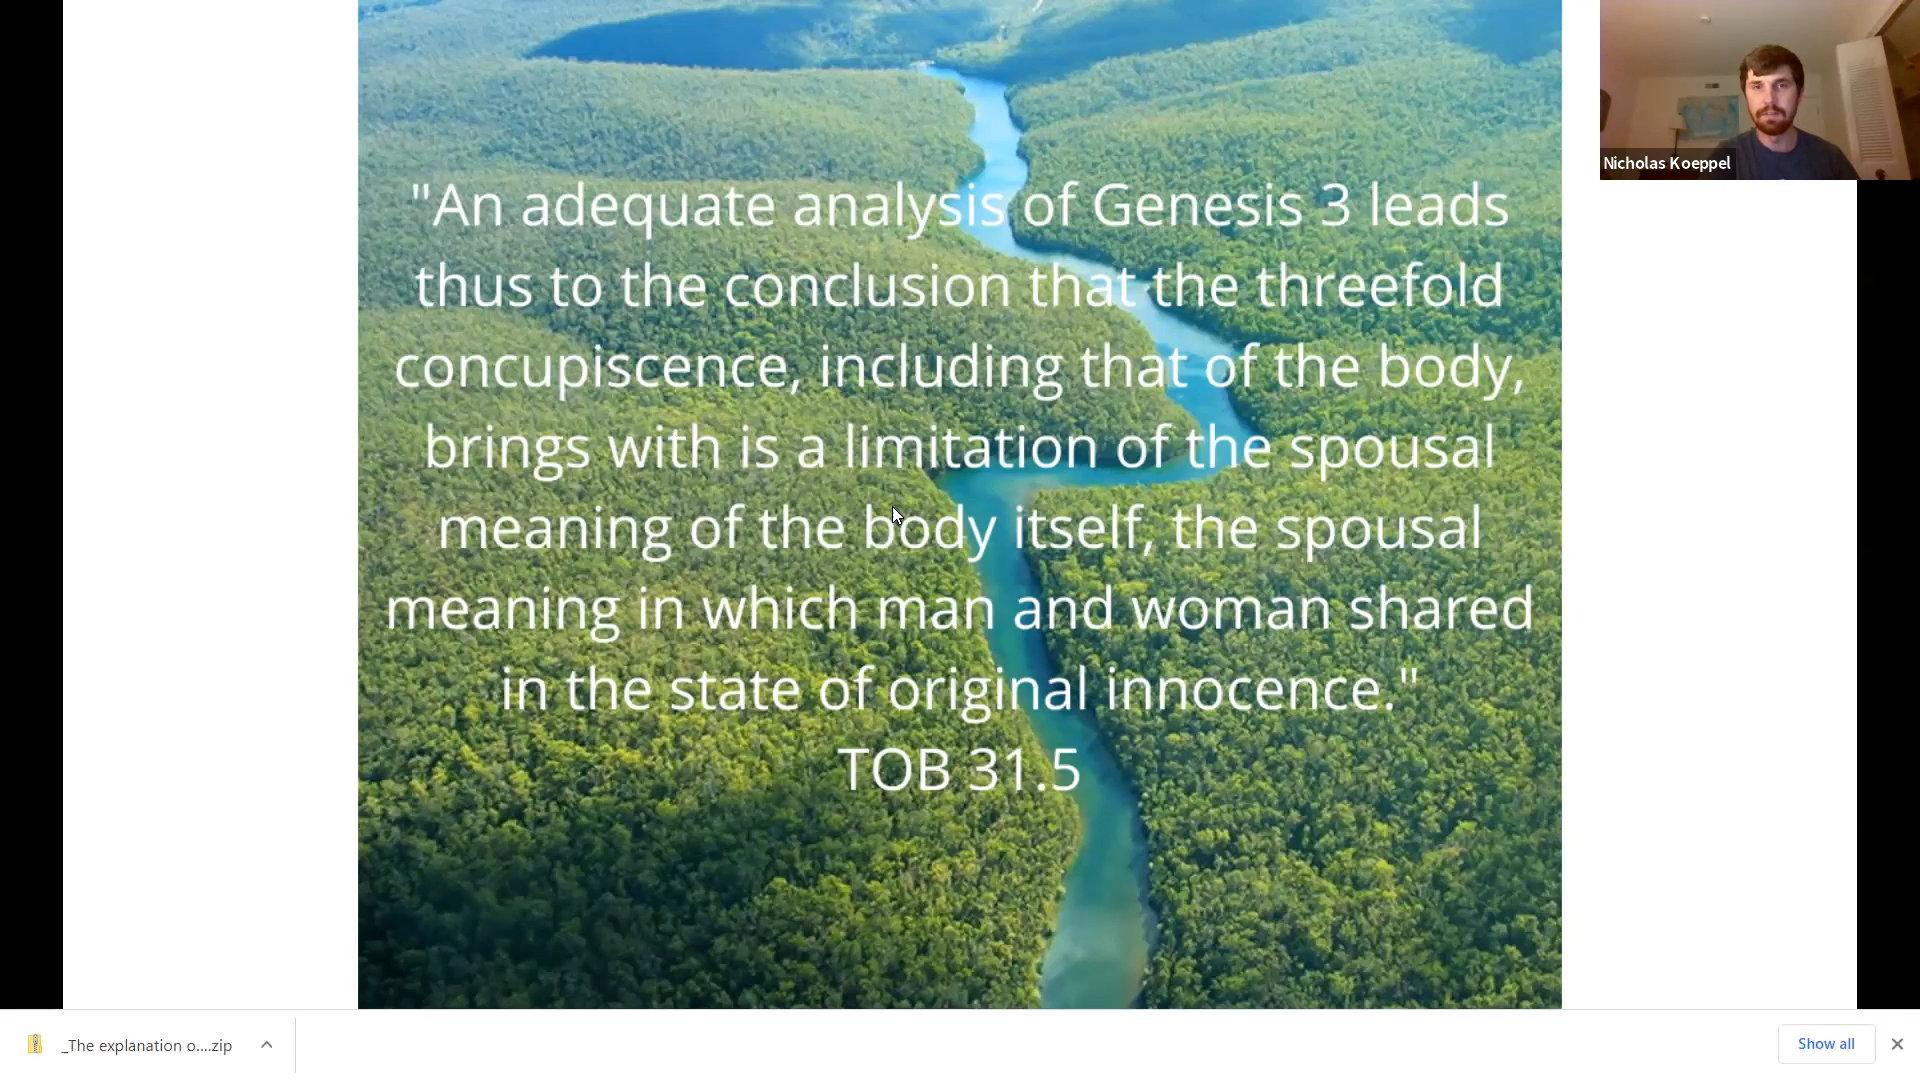 "An adequate analysis of Genesis 3 leads
thus to the conclusion that the threefold
concupiscence, including that of the body,
brings with is a limitation of the spousal
meaning of the body itself, the spousal
meaning in which man and woman shared
in the state of original innocence."
TOB 31.5
Nicholas Koeppel
_The explanation o....zip
Show all